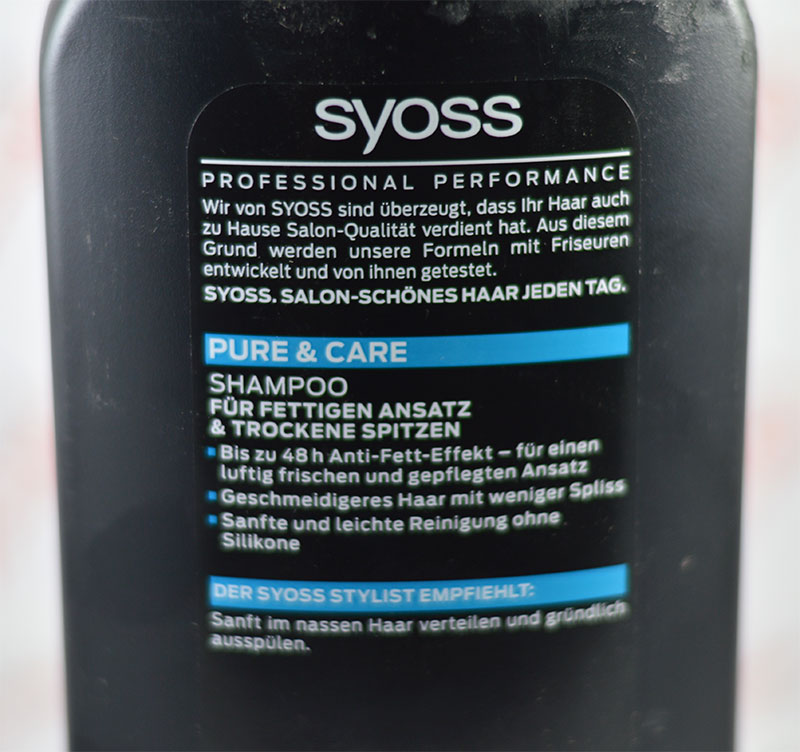 syoss
PROFESSIONAL PERFORMANCE
Wir von SYOSS sind überzeugt, dass Ihr Haar auch
zu Hause Salon-Qualität verdient hat. Aus diesem
Grund werden unsere Formeln mit Friseuren
entwickelt und von ihnen getestet.
SYOSS. SALON-SCHÖNES HAAR JEDEN TAG.
PURE & CARE
SHAMPOO
FÜR FETTIGEN ANSATZ
& TROCKENE SPITZEN
Bis zu 48 h Anti-Fett-Effekt – für einen
luftig frischen und gepflegten Ansatz
Geschmeidigeres Haar mit weniger Spliss
Sanfte und leichte Reinigung ohne
Silikone
DER SYOSS STYLIST EMPFIEHLT:
Sanft im nassen Haar verteilen und gründlich
ausspülen.